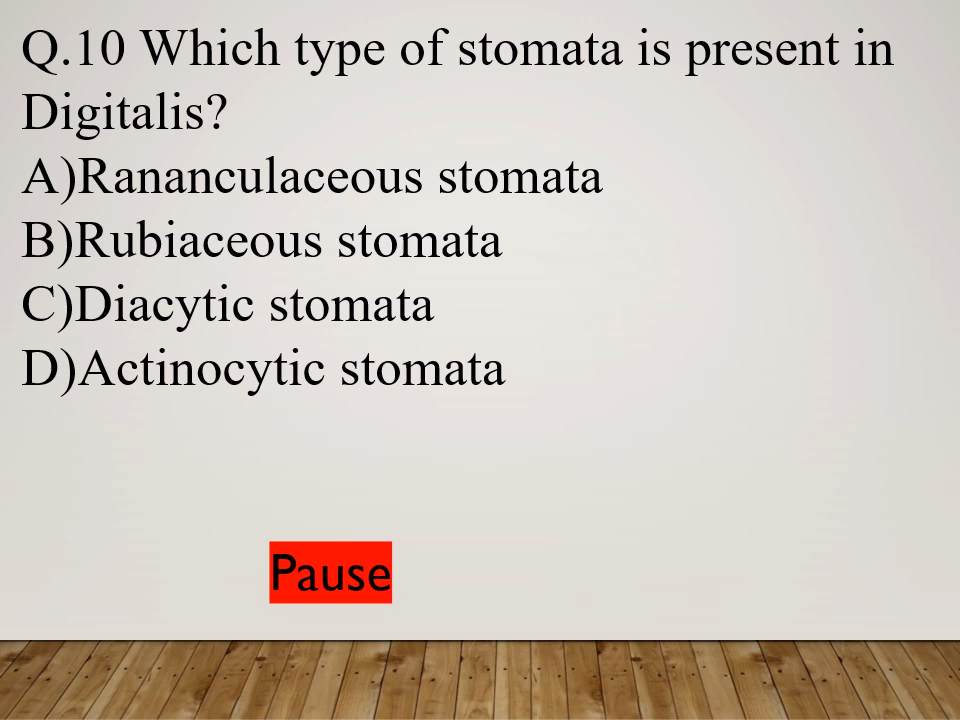 Q.10 Which type of stomata is present in
Digitalis?
A)Rananculaceous stomata
B)Rubiaceous stomata
C)Diacytic stomata
D)Actinocytic stomata
Pause